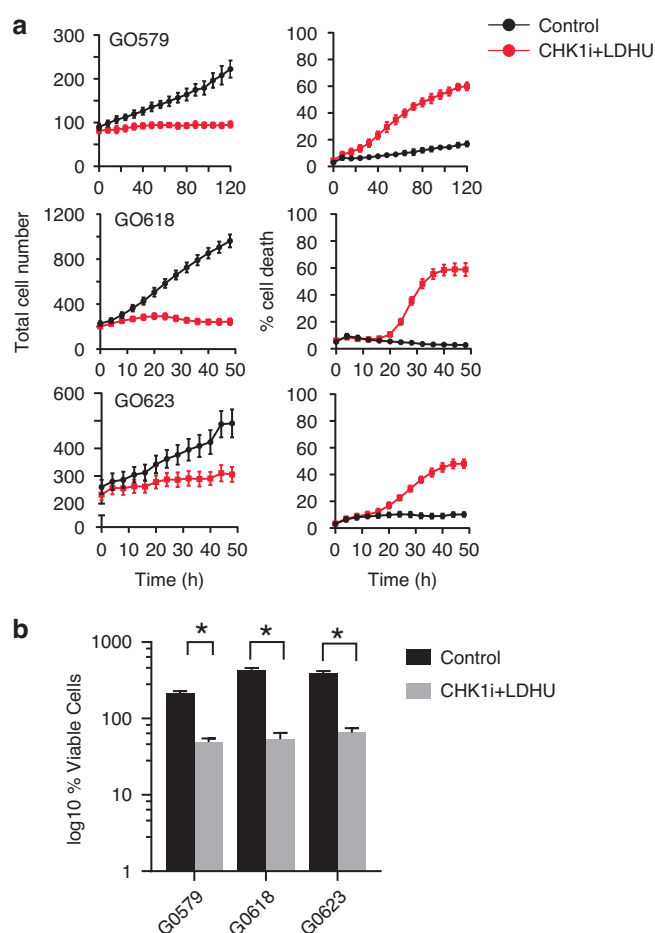 a
Control
CHK1i+LDHU
GO579
300
200
100
0
0 40 80 120
100
80
60
40
20
0
0 40 80 120
GO618
1200
800
400
0
0 10 20 30 40 50
100
80
60
40
20
0
0 10 20 30 40 50
GO623
600
500
400
300
200
0
0 10 20 30 40 50
100
80
60
40
20
0
0 10 20 30 40 50
Total cell number
% cell death
Time (h)
Time (h)
b
1000
100
10
1
log10 % Viable Cells
* * *
Control
CHK1i+LDHU
G0579
G0618
G0623